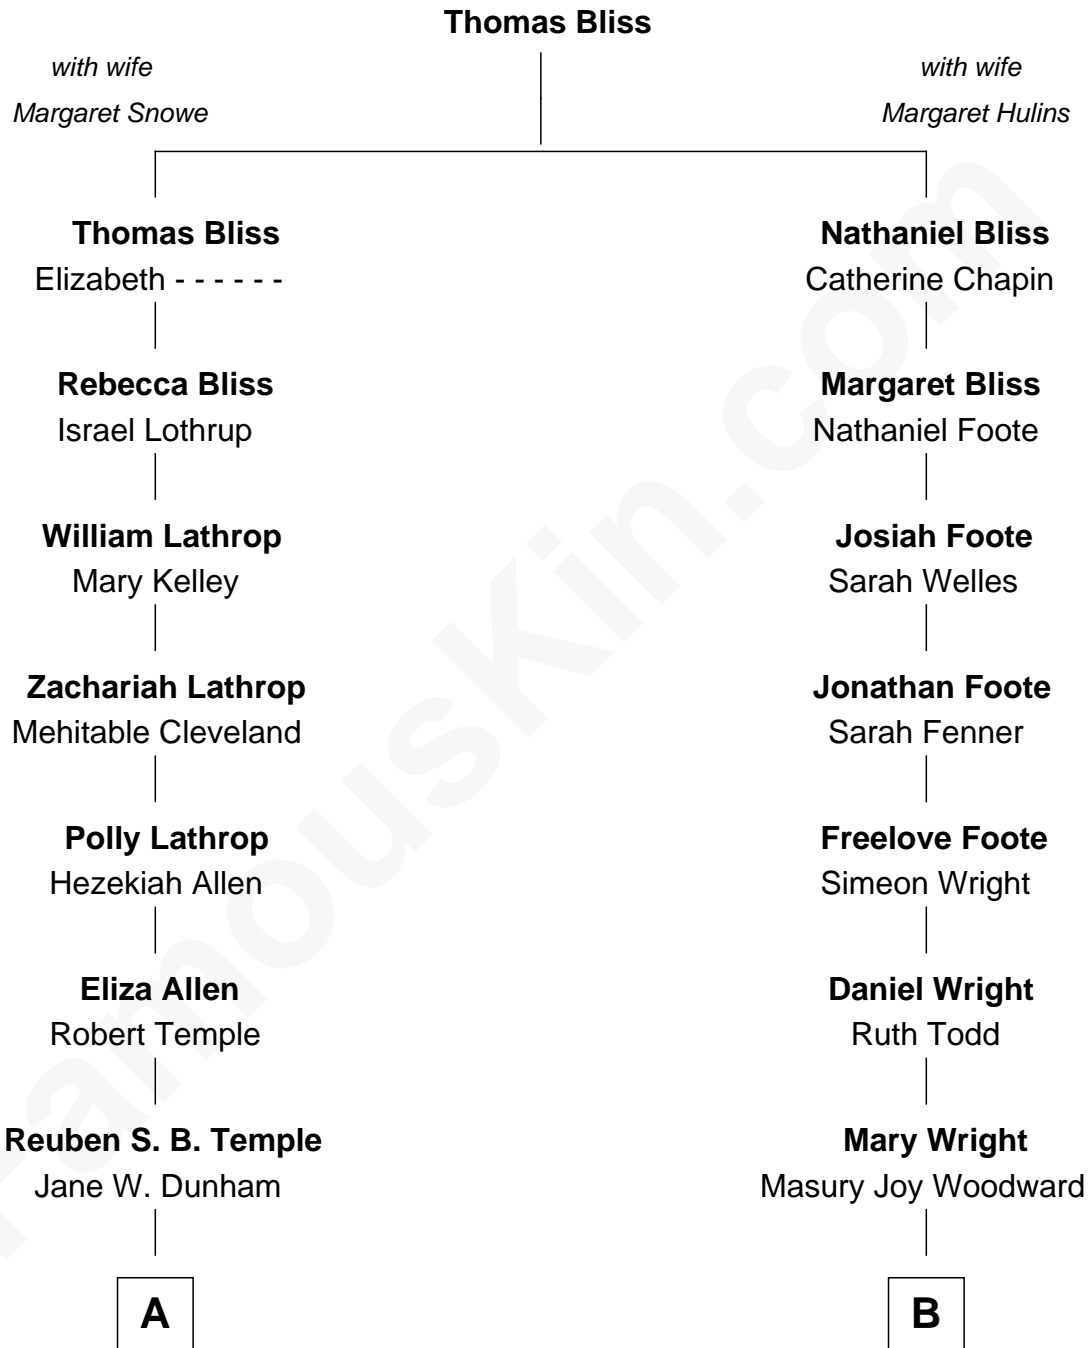 Thomas Bliss
with wife
Margaret Snowe
with wife
Margaret Hulins
Thomas Bliss
Elizabeth - - - - - -
Nathaniel Bliss
Catherine Chapin
Rebecca Bliss
Israel Lothrup
Margaret Bliss
Nathaniel Foote
William Lathrop
Mary Kelley
Josiah Foote
Sarah Welles
Zachariah Lathrop
Mehitable Cleveland
Jonathan Foote
Sarah Fenner
Polly Lathrop
Hezekiah Allen
Freelove Foote
Simeon Wright
Eliza Allen
Robert Temple
Daniel Wright
Ruth Todd
Reuben S. B. Temple
Jane W. Dunham
Mary Wright
Masury Joy Woodward
A
B
FamousKin.com